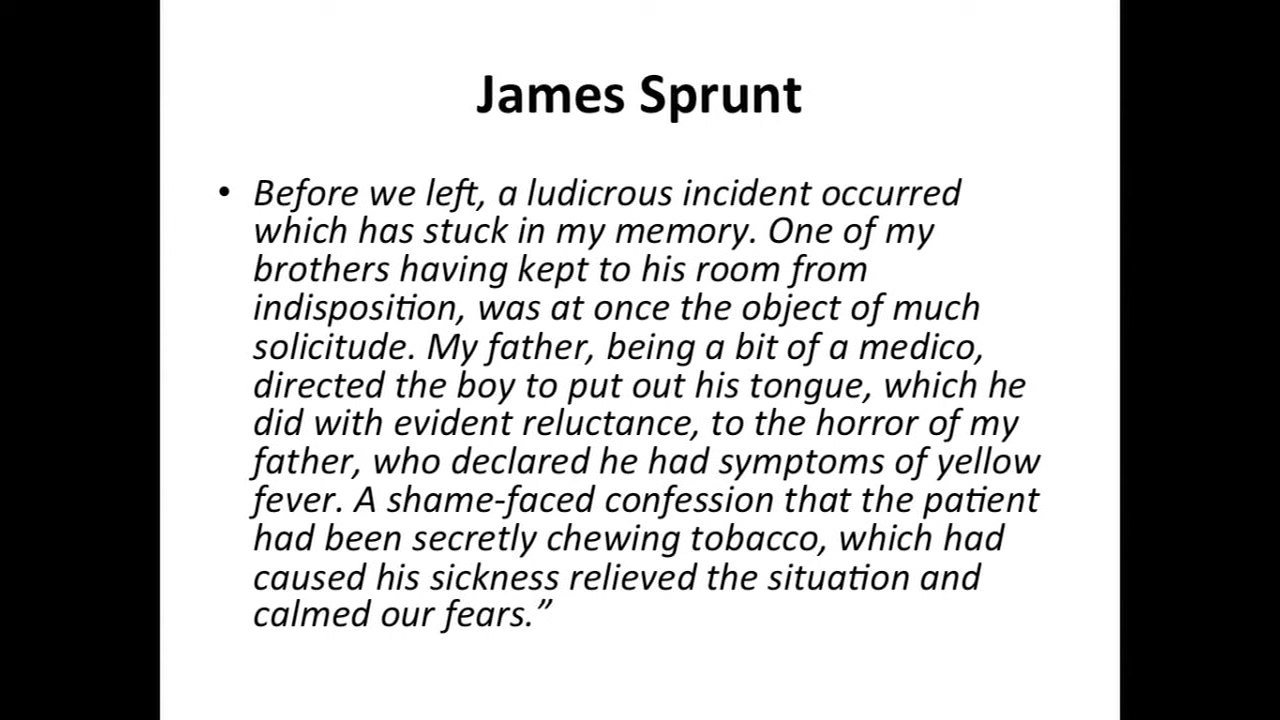 James Sprunt
• Before we left, a ludicrous incident occurred
which has stuck in my memory. One of my
brothers having kept to his room from
indisposition, was at once the object of much
solicitude. My father, being a bit of a medico,
directed the boy to put out his tongue, which he
did with evident reluctance, to the horror of my
father, who declared he had symptoms of yellow
fever. A shame-faced confession that the patient
had been secretly chewing tobacco, which had
caused his sickness relieved the situation and
calmed our fears.”